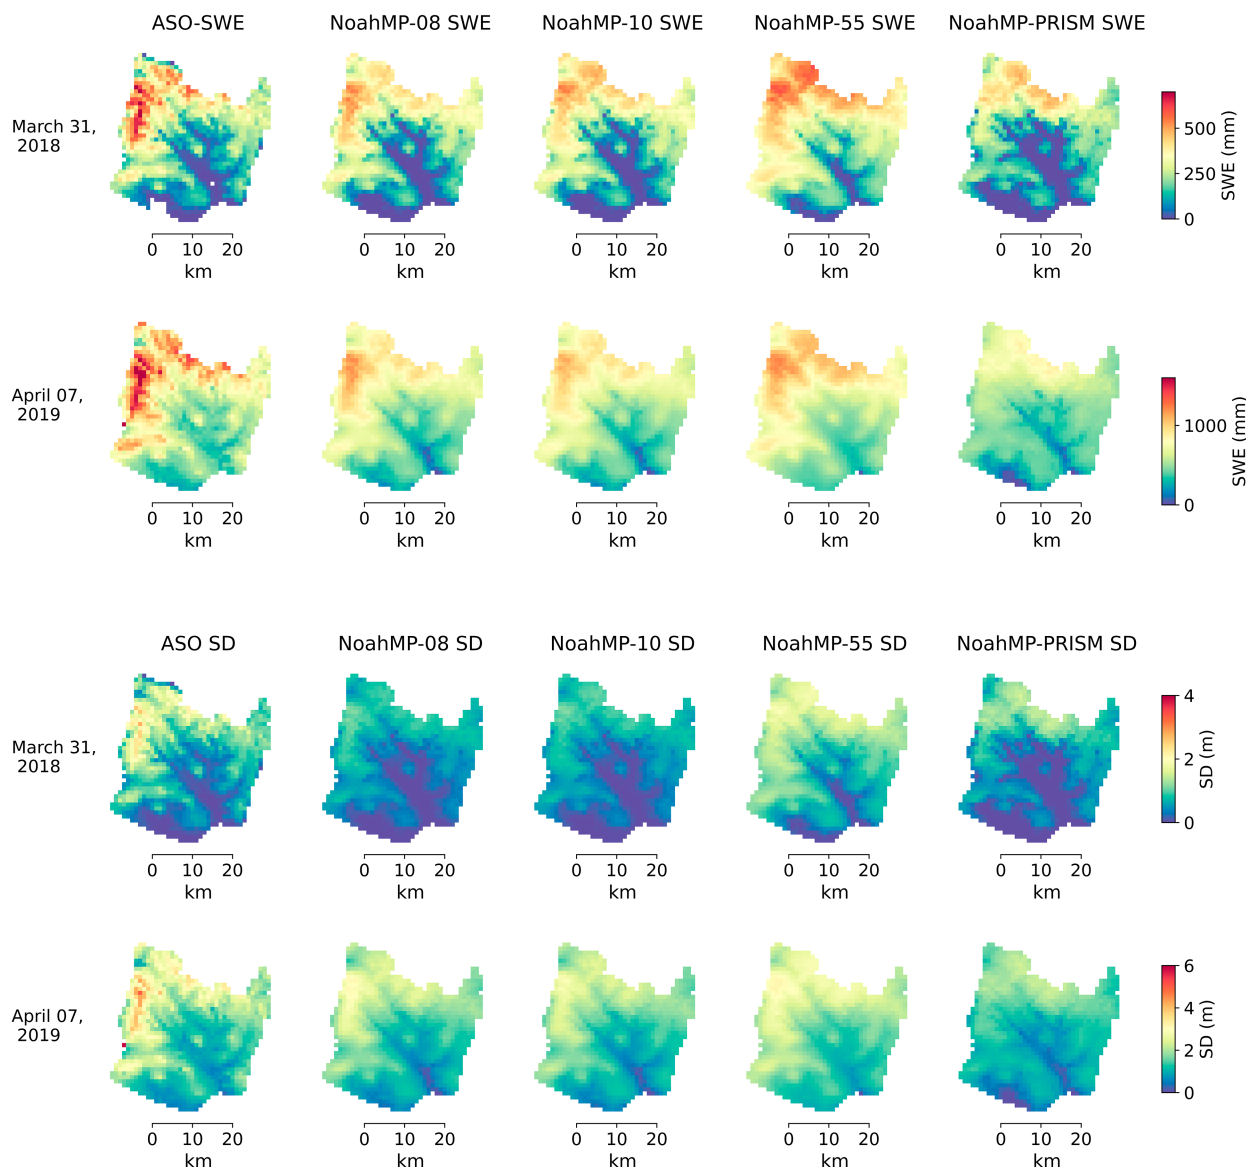 ASO-SWE NoahMP-08 SWE NoahMP-10 SWE NoahMP-55 SWE NoahMP-PRISM SWE
March 31,
2018
500
250
0
SWE (mm)
0 10 20 0 10 20 0 10 20 0 10 20 0 10 20
km km km km km
April 07,
2019
1000
0
SWE (mm)
0 10 20 0 10 20 0 10 20 0 10 20 0 10 20
km km km km km
ASO SD NoahMP-08 SD NoahMP-10 SD NoahMP-55 SD NoahMP-PRISM SD
March 31,
2018
4
2
0
SD (m)
0 10 20 0 10 20 0 10 20 0 10 20 0 10 20
km km km km km
April 07,
2019
6
4
2
0
SD (m)
0 10 20 0 10 20 0 10 20 0 10 20 0 10 20
km km km km km